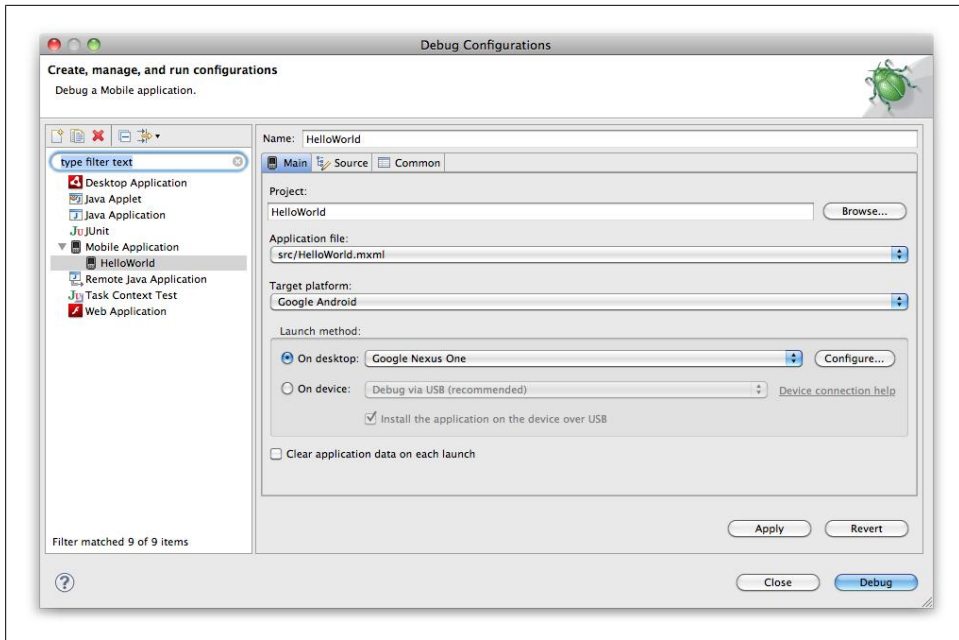 Debug Configurations
Create, manage, and run configurations
Debug a Mobile application.
type filter text
Desktop Application
Java Applet
Java Application
JUnit
Mobile Application
HelloWorld
Remote Java Application
Task Context Test
Web Application
Filter matched 9 of 9 items
Name: HelloWorld
Main Source Common
Project:
HelloWorld Browse...
Application file:
src/HelloWorld.mxml
Target platform:
Google Android
Launch method:
On desktop: Google Nexus One Configure...
On device: Debug via USB (recommended) Device connection help
Install the application on the device over USB
Clear application data on each launch
Apply Revert
? Close Debug